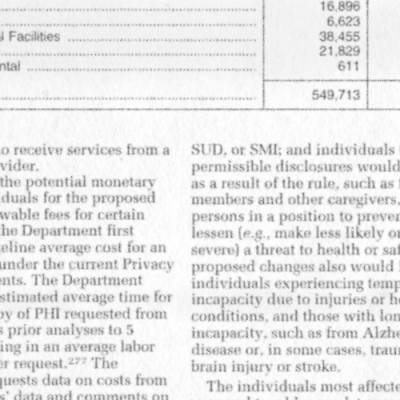 16,896
6,623
al Facilities 38,455
21,829
ntal 611
549,713
o receive services from a
vider.
the potential monetary
duals for the proposed
wable fees for certain
the Department first
eline average cost for an
under the current Privacy
ents. The Department
stimated average time for
py of PHI requested from
s prior analyses to 5
ing in an average labor
er request.277 The
quests data on costs from
s' data and comments on
SUD, or SMI; and individuals
permissible disclosures would
as a result of the rule, such as
members and other caregivers,
persons in a position to preven
lessen (e.g., make less likely or
severe) a threat to health or saf
proposed changes also would
individuals experiencing temp
incapacity due to injuries or he
conditions, and those with lon
incapacity, such as from Alzhe
disease or, in some cases, trau
brain injury or stroke.
The individuals most affecte